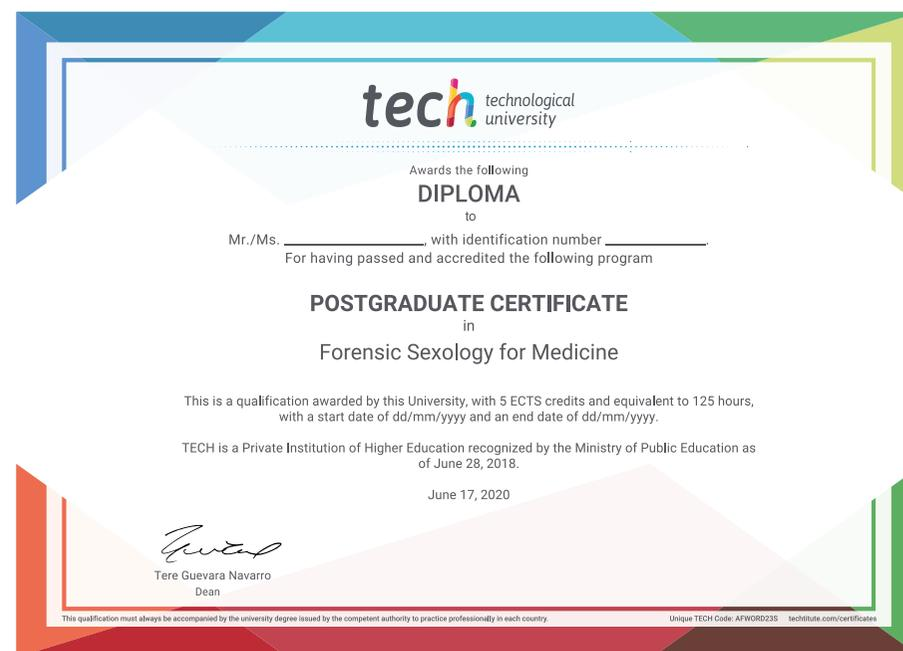 tech technological
university
Awards the following
DIPLOMA
to
Mr./Ms. ____________________, with identification number ______________.
For having passed and accredited the following program
POSTGRADUATE CERTIFICATE
in
Forensic Sexology for Medicine
This is a qualification awarded by this University, with 5 ECTS credits and equivalent to 125 hours,
with a start date of dd/mm/yyyy and an end date of dd/mm/yyyy.
TECH is a Private Institution of Higher Education recognized by the Ministry of Public Education as
of June 28, 2018.
June 17, 2020
Tere Guevara Navarro
Dean
This qualification must always be accompanied by the university degree issued by the competent authority to practice professionally in each country.
Unique TECH Code: AFWORD23S techtitute.com/certificates